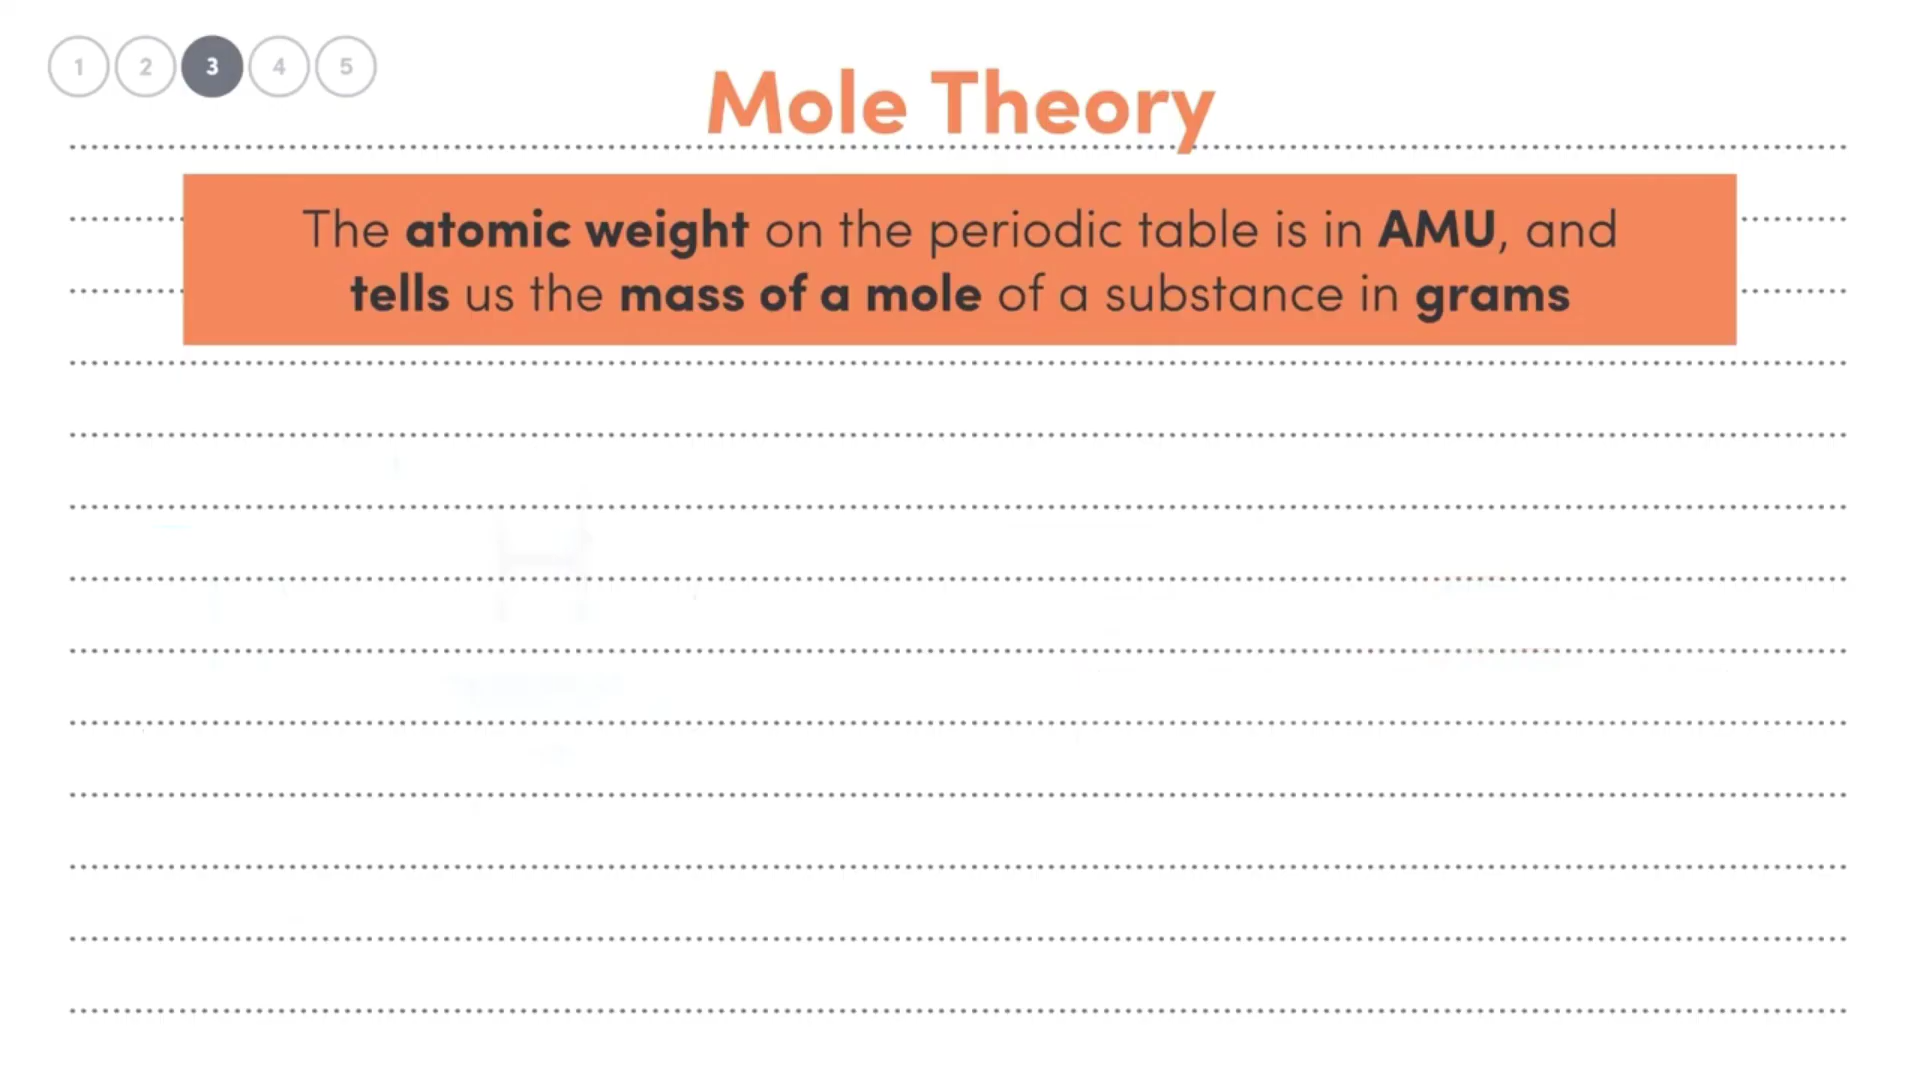 1 2 3 4 5
Mole Theory
The atomic weight on the periodic table is in AMU, and
tells us the mass of a mole of a substance in grams